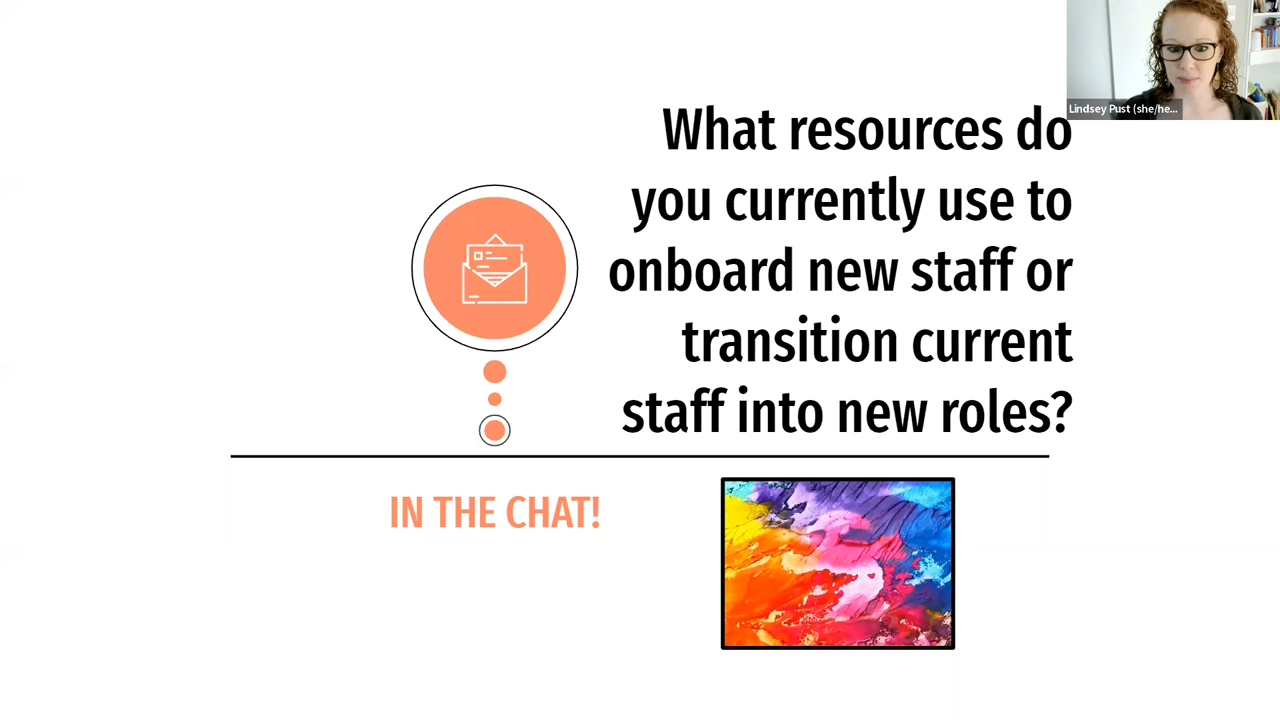 Lindsey Pust (she/he...
What resources do
you currently use to
onboard new staff or
transition current
staff into new roles?
IN THE CHAT!